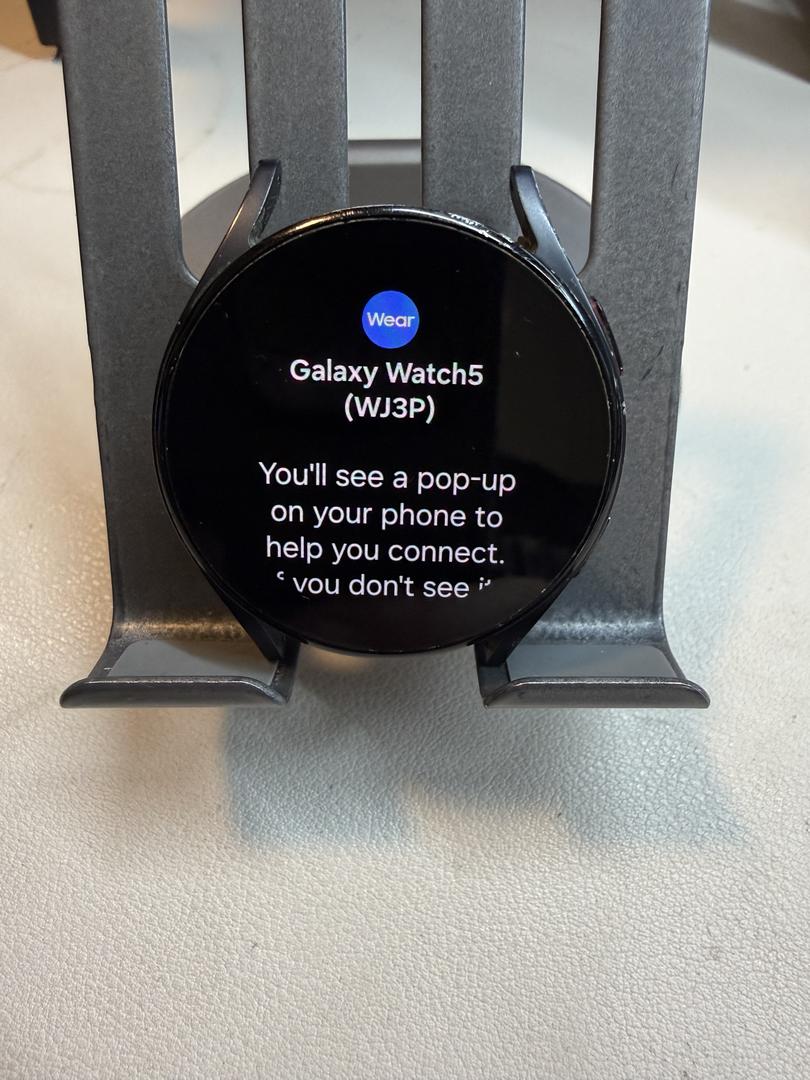 Wear
Galaxy Watch5
(WJ3P)
You'll see a pop-up
on your phone to
help you connect.
you don't see